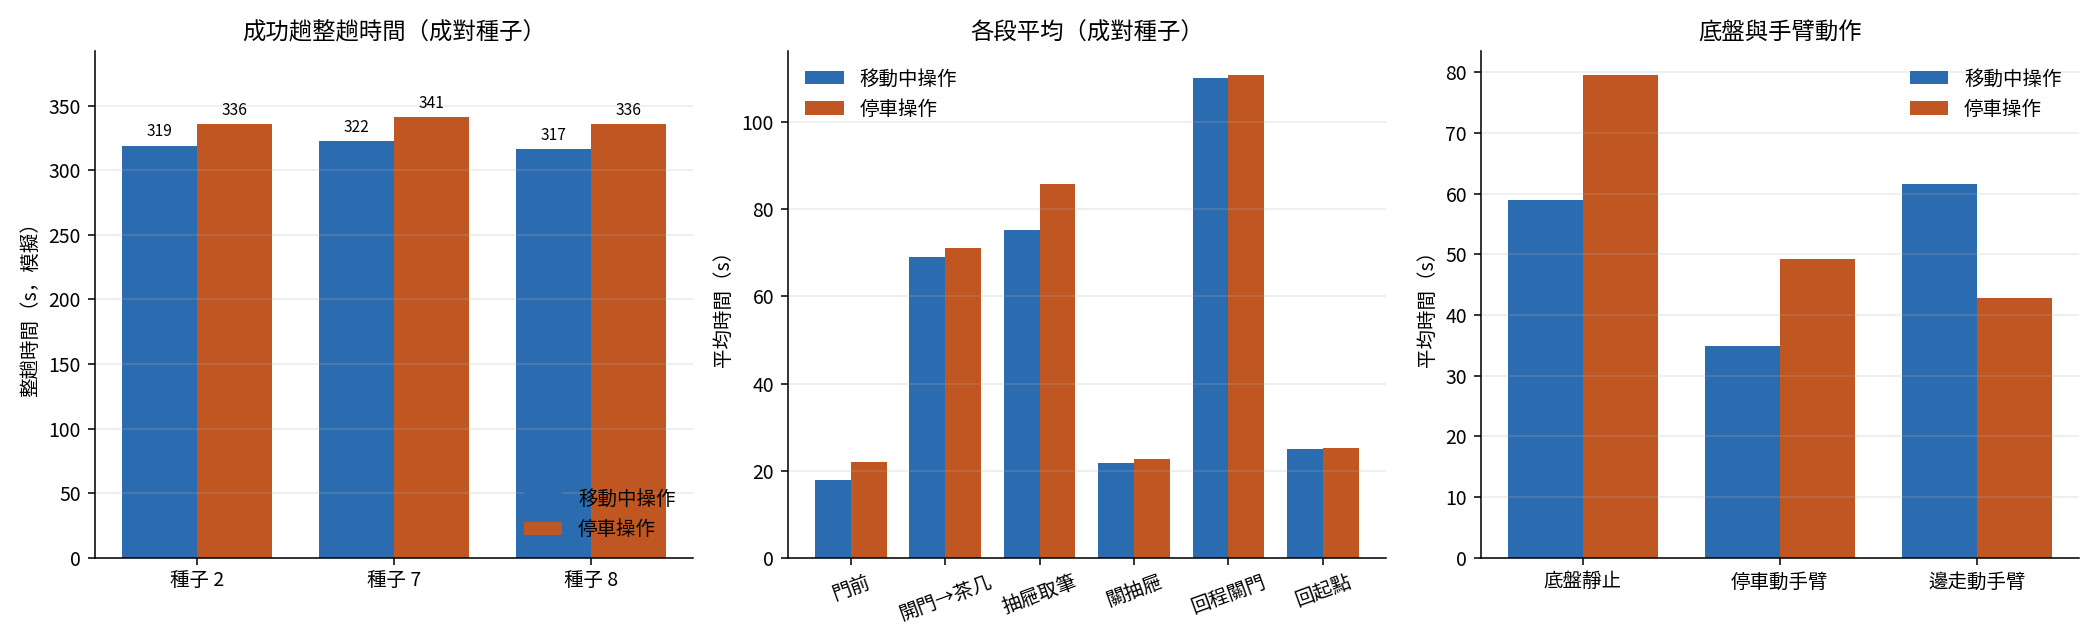 成功趟整趟時間（成對種子）
整趟時間（s，模擬）
350
300
250
200
150
100
50
0
319
336
322
341
317
336
移動中操作
停車操作
種子 2
種子 7
種子 8
各段平均（成對種子）
平均時間（s）
100
80
60
40
20
0
移動中操作
停車操作
門前
開門→茶几
抽屜取筆
關抽屜
回程關門
回起點
底盤與手臂動作
平均時間（s）
80
70
60
50
40
30
20
10
0
移動中操作
停車操作
底盤靜止
停車動手臂
邊走動手臂